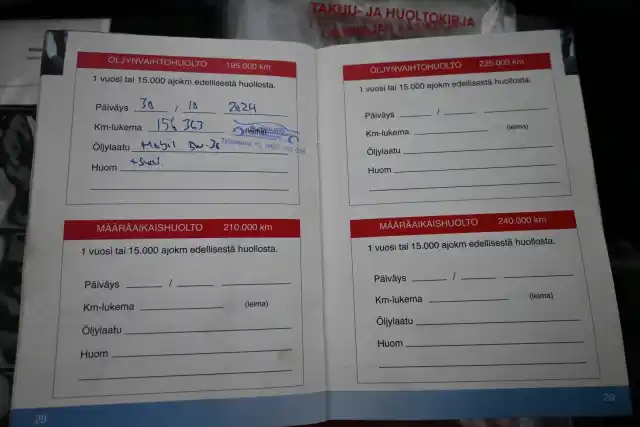 TAKUU- JA HUOLTOKIRJA
ÖLJYNVAIHTOHUOLTO 195.000 km
1 vuosi tai 15.000 ajokm edellisestä huollosta.
Päiväys 30 / 10 2024
Km-lukema 156 363 (leima)
Öljylaatu Mobil 0w-30
Huom
MÄÄRÄAIKAISHUOLTO 210.000 km
1 vuosi tai 15.000 ajokm edellisestä huollosta.
Päiväys /
Km-lukema (leima)
Öljylaatu
Huom
28
ÖLJYNVAIHTOHUOLTO 225.000 km
1 vuosi tai 15.000 ajokm edellisestä huollosta.
Päiväys /
Km-lukema (leima)
Öljylaatu
Huom
MÄÄRÄAIKAISHUOLTO 240.000 km
1 vuosi tai 15.000 ajokm edellisestä huollosta.
Päiväys /
Km-lukema (leima)
Öljylaatu
Huom
29